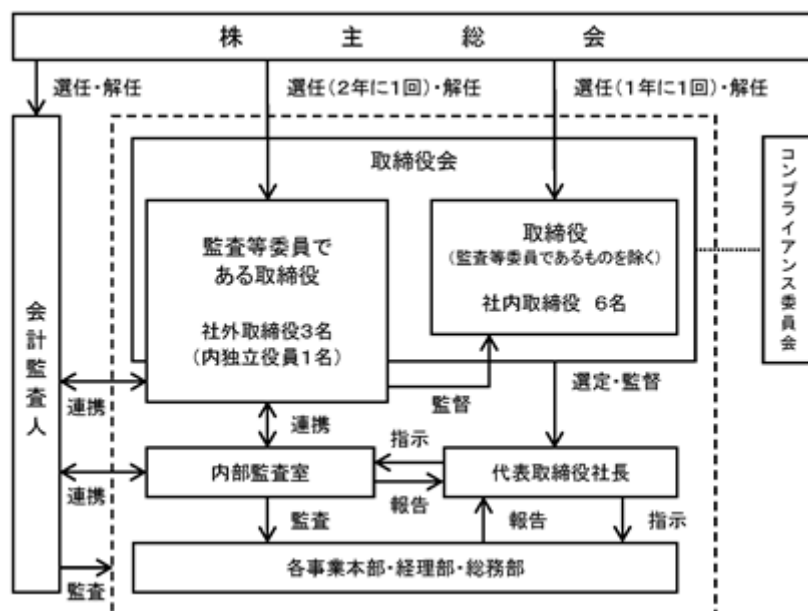 株主総会
選任・解任
選任(2年に1回)・解任
選任(1年に1回)・解任
取締役会
監査等委員で
ある取締役
社外取締役3名
(内独立役員1名)
取締役
(監査等委員であるものを除く)
社内取締役 6名
コンプライアンス委員会
会計監査人
連携
監督
選定・監督
連携
指示
内部監査室
代表取締役社長
連携
報告
監査
報告
指示
各事業本部・経理部・総務部
監査